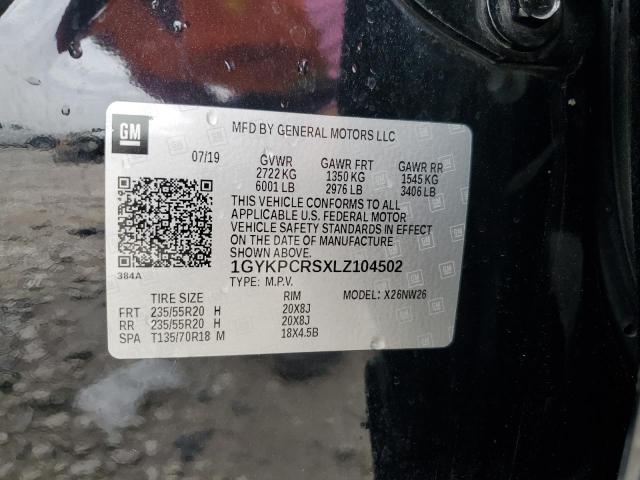 GM
MFD BY GENERAL MOTORS LLC
07/19 GVWR GAWR FRT GAWR RR
2722 KG 1350 KG 1545 KG
6001 LB 2976 LB 3406 LB
THIS VEHICLE CONFORMS TO ALL
APPLICABLE U.S. FEDERAL MOTOR
VEHICLE SAFETY STANDARDS IN EFFECT
ON THE DATE OF MANUFACTURE
SHOWN ABOVE.
384A
1GYKPCRSXLZ104502
TYPE: M.P.V. MODEL: X26NW26
TIRE SIZE RIM
FRT 235/55R20 H 20X8J
RR 235/55R20 H 20X8J
SPA T135/70R18 M 18X4.5B